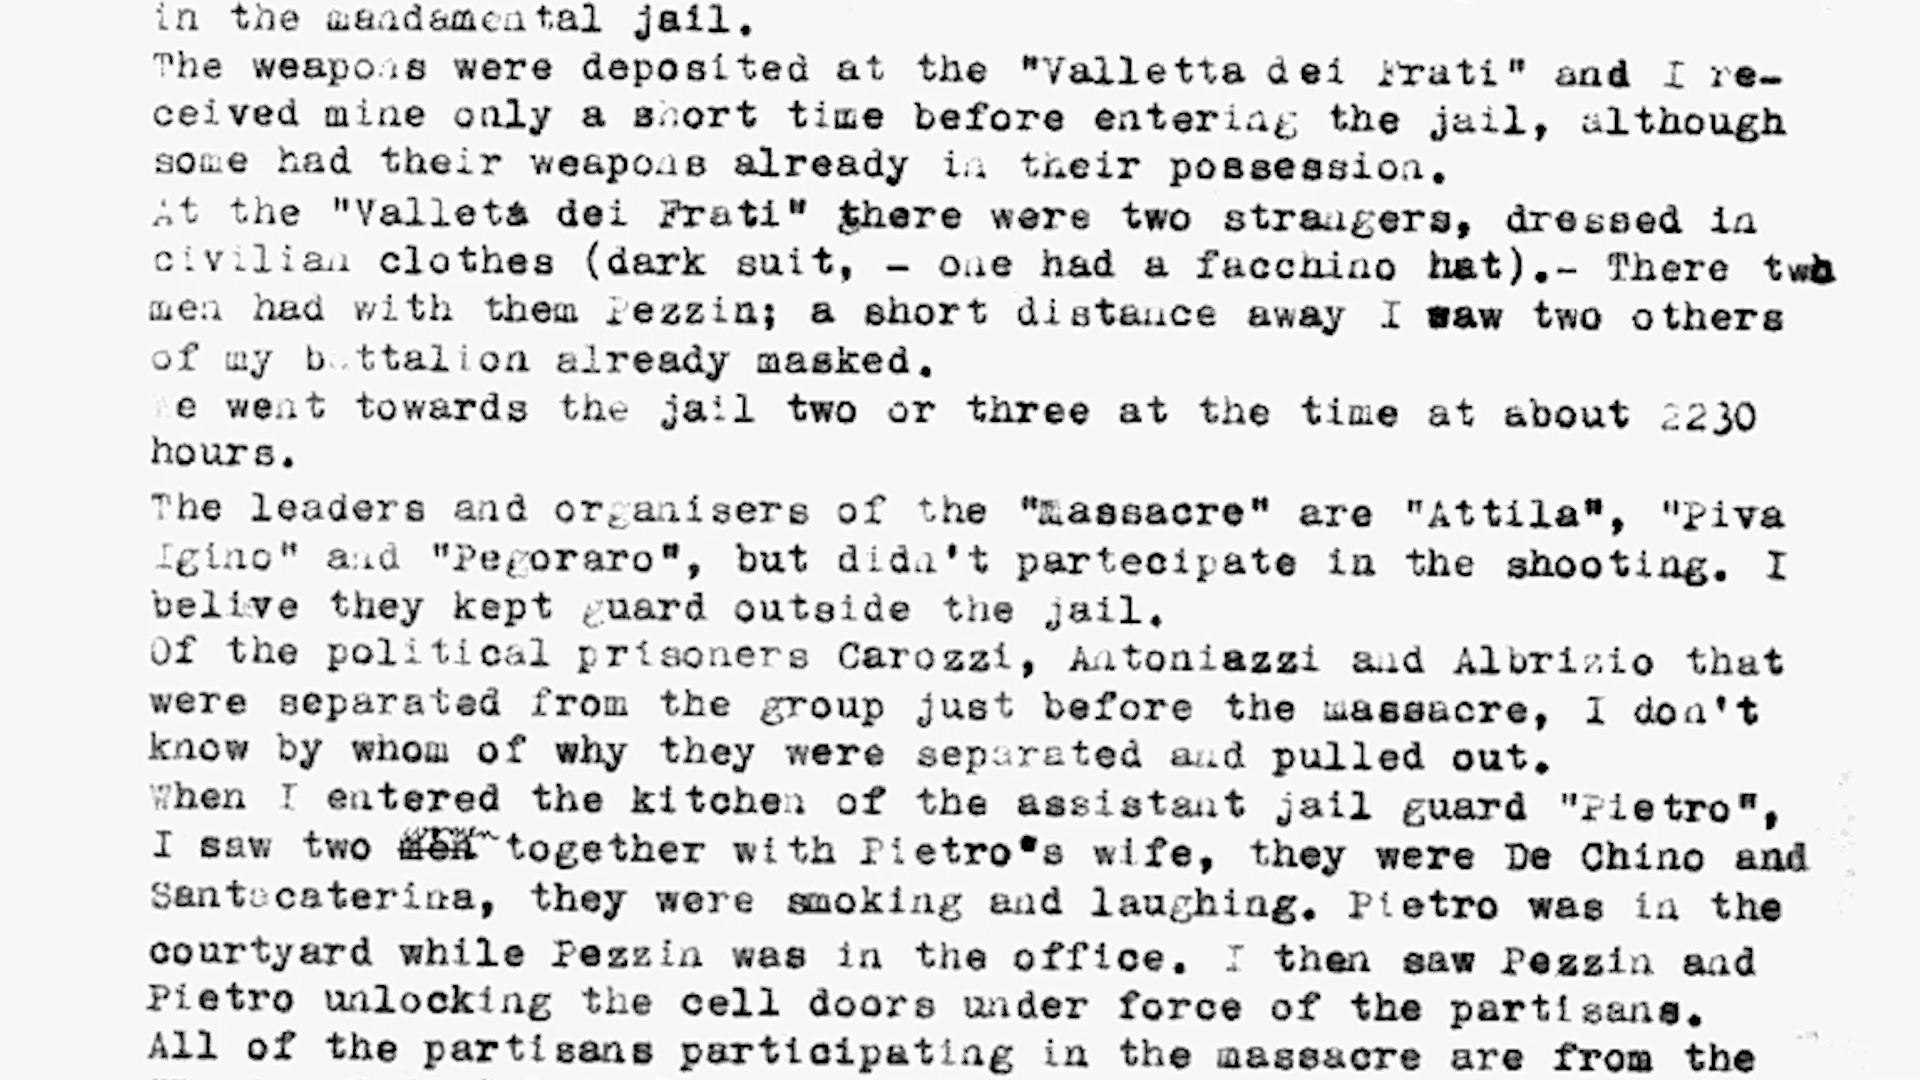 in the mandamental jail.
The weapons were deposited at the "Valletta dei Frati" and I re-
ceived mine only a short time before entering the jail, although
some had their weapons already in their possession.
At the "Valleta dei Frati" there were two strangers, dressed in
civilian clothes (dark suit, - one had a facchino hat).- There two
men had with them Pezzin; a short distance away I saw two others
of my battalion already masked.
We went towards the jail two or three at the time at about 2230
hours.
The leaders and organisers of the "massacre" are "Attila", "Piva
Igino" and "Pegoraro", but didn't partecipate in the shooting. I
belive they kept guard outside the jail.
Of the political prisoners Carozzi, Antoniazzi and Albrizio that
were separated from the group just before the massacre, I don't
know by whom of why they were separated and pulled out.
When I entered the kitchen of the assistant jail guard "Pietro",
I saw two women together with Pietro's wife, they were De Chino and
Santacaterina, they were smoking and laughing. Pietro was in the
courtyard while Pezzin was in the office. I then saw Pezzin and
Pietro unlocking the cell doors under force of the partisans.
All of the partisans participating in the massacre are from the